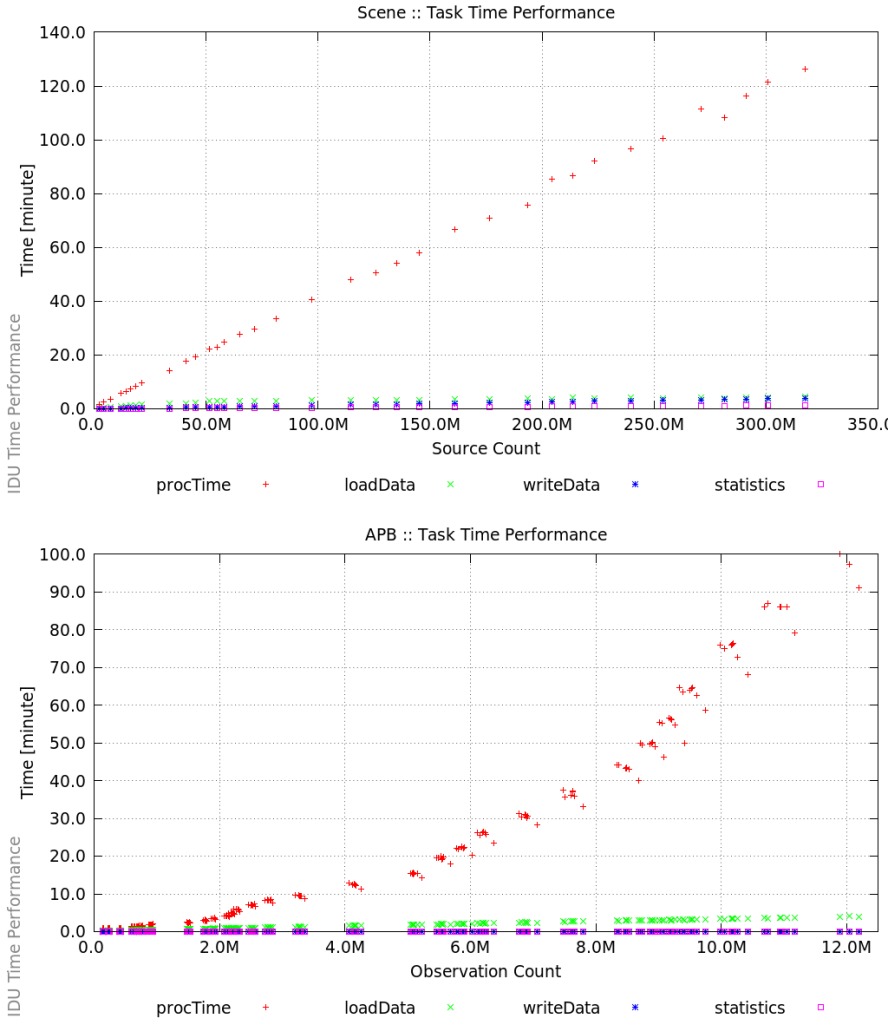 Scene :: Task Time Performance
140.0
120.0
100.0
80.0
60.0
40.0
20.0
0.0
Time [minute]
0.0 50.0M 100.0M 150.0M 200.0M 250.0M 300.0M 350.0M
Source Count
IDU Time Performance
procTime loadData writeData statistics
APB :: Task Time Performance
100.0
90.0
80.0
70.0
60.0
50.0
40.0
30.0
20.0
10.0
0.0
Time [minute]
0.0 2.0M 4.0M 6.0M 8.0M 10.0M 12.0M
Observation Count
IDU Time Performance
procTime loadData writeData statistics